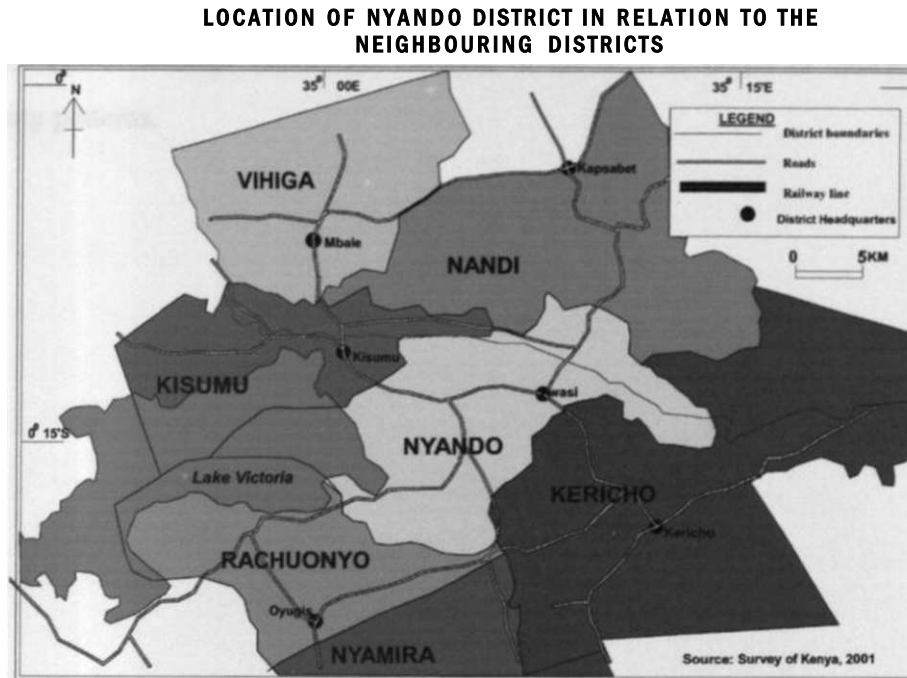 LOCATION OF NYANDO DISTRICT IN RELATION TO THE
NEIGHBOURING DISTRICTS
0°
N
35° 00E
35° 15'E
LEGEND
District boundaries
Roads
Railway line
District Headquarters
0 5KM
VIHIGA
Kapsabet
Mbale
NANDI
Kisumu
KISUMU
wasi
0° 15'S
NYANDO
Lake Victoria
KERICHO
Kericho
RACHUONYO
Oyugis
NYAMIRA
Source: Survey of Kenya, 2001